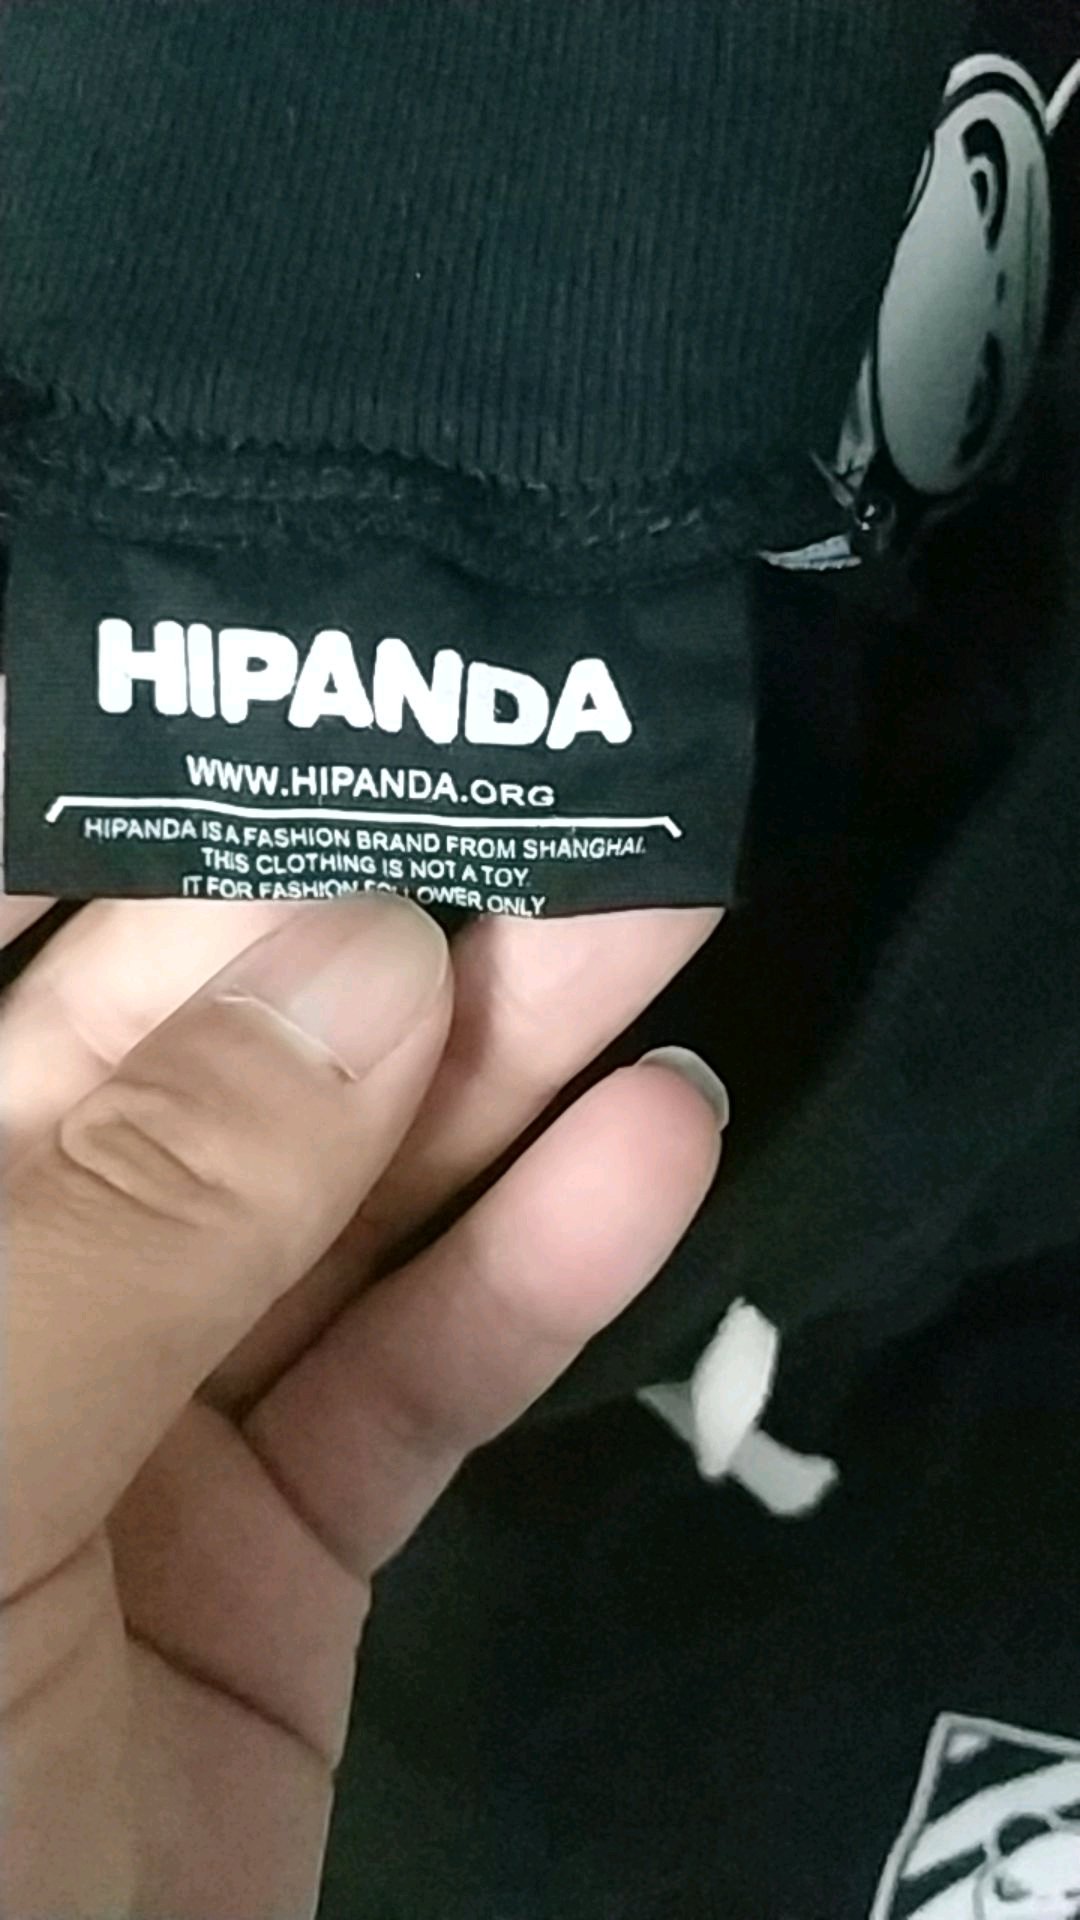 HIPANDA
WWW.HIPANDA.ORG
HIPANDA IS A FASHION BRAND FROM SHANGHAI.
THIS CLOTHING IS NOT A TOY.
IT FOR FASHION FOLLOWER ONLY